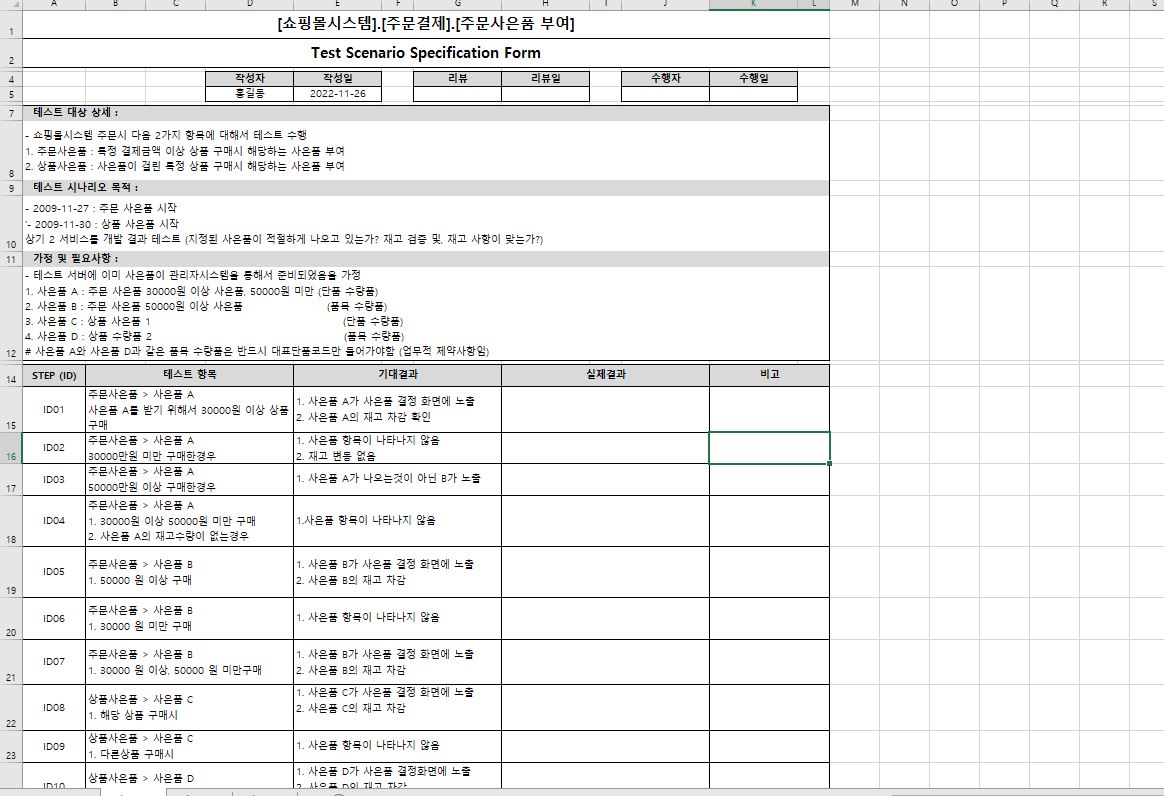 A B C D E F G H I J K L M N O P Q R S
1 [쇼핑몰시스템].[주문결제].[주문사은품 부여]
2 Test Scenario Specification Form
4 작성자 작성일 리뷰 리뷰일 수행자 수행일
5 홍길동 2022-11-26
7 테스트 대상 상세 :
- 쇼핑몰시스템 주문시 다음 2가지 항목에 대해서 테스트 수행
1. 주문사은품 : 특정 결제금액 이상 상품 구매시 해당하는 사은품 부여
8 2. 상품사은품 : 사은품이 걸린 특정 상품 구매시 해당하는 사은품 부여
9 테스트 시나리오 목적 :
- 2009-11-27 : 주문 사은품 시작
'- 2009-11-30 : 상품 사은품 시작
10 상기 2 서비스를 개발 결과 테스트 (지정된 사은품이 적절하게 나오고 있는가? 재고 검증 및, 재고 사항이 맞는가?)
11 가정 및 필요사항 :
- 테스트 서버에 이미 사은품이 관리자시스템을 통해서 준비되었음을 가정
1. 사은품 A : 주문 사은품 30000원 이상 사은품, 50000원 미만 (단품 수량품)
2. 사은품 B : 주문 사은품 50000원 이상 사은품 (품목 수량품)
3. 사은품 C : 상품 사은품 1 (단품 수량품)
4. 사은품 D : 상품 수량품 2 (품목 수량품)
12 # 사은품 A와 사은품 D과 같은 품목 수량품은 반드시 대표단품코드만 들어가야함 (업무적 제약사항임)
14 STEP (ID) 테스트 항목 기대결과 실제결과 비고
주문사은품 > 사은품 A
ID01 사은품 A를 받기 위해서 30000원 이상 상품 1. 사은품 A가 사은품 결정 화면에 노출
15 구매 2. 사은품 A의 재고 차감 확인
주문사은품 > 사은품 A 1. 사은품 항목이 나타나지 않음
16 ID02 30000만원 미만 구매한경우 2. 재고 변동 없음
주문사은품 > 사은품 A
17 ID03 50000만원 이상 구매한경우 1. 사은품 A가 나오는것이 아닌 B가 노출
주문사은품 > 사은품 A
ID04 1. 30000원 이상 50000원 미만 구매 1.사은품 항목이 나타나지 않음
18 2. 사은품 A의 재고수량이 없는경우
주문사은품 > 사은품 B 1. 사은품 B가 사은품 결정 화면에 노출
19 ID05 1. 50000 원 이상 구매 2. 사은품 B의 재고 차감
주문사은품 > 사은품 B
20 ID06 1. 30000 원 미만 구매 1. 사은품 항목이 나타나지 않음
주문사은품 > 사은품 B 1. 사은품 B가 사은품 결정 화면에 노출
21 ID07 1. 30000 원 이상, 50000 원 미만구매 2. 사은품 B의 재고 차감
상품사은품 > 사은품 C 1. 사은품 C가 사은품 결정 화면에 노출
22 ID08 1. 해당 상품 구매시 2. 사은품 C의 재고 차감
상품사은품 > 사은품 C
23 ID09 1. 다른상품 구매시 1. 사은품 항목이 나타나지 않음
상품사은품 > 사은품 D 1. 사은품 D가 사은품 결정화면에 노출
ID10 2. 사은품 D의 재고 차감